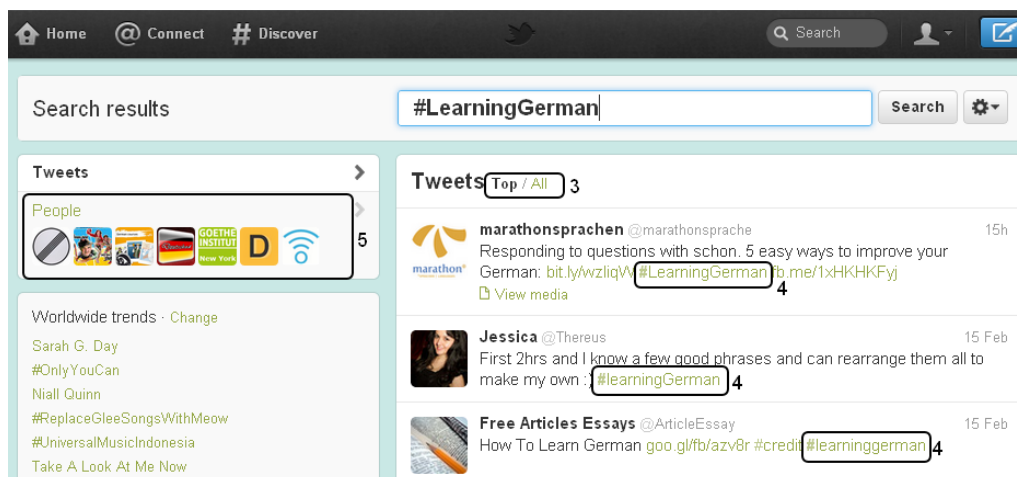 Home @ Connect # Discover Search
Search results #LearningGerman Search
Tweets
People
5
GOETHE
INSTITUT
New York
D
Worldwide trends · Change
Sarah G. Day
#OnlyYouCan
Niall Quinn
#ReplaceGleeSongsWithMeow
#UniversalMusicIndonesia
Take A Look At Me Now
Tweets Top / All 3
marathonsprachen @marathonsprache 15h
Responding to questions with schon. 5 easy ways to improve your
German: bit.ly/wzliqW #LearningGerman fb.me/1xHKHKFyj
4
View media
marathon
Jessica @Thereus 15 Feb
First 2hrs and I know a few good phrases and can rearrange them all to
make my own :) #learningGerman 4
Free Articles Essays @ArticleEssay 15 Feb
How To Learn German goo.gl/fb/azv8r #credit #learninggerman 4